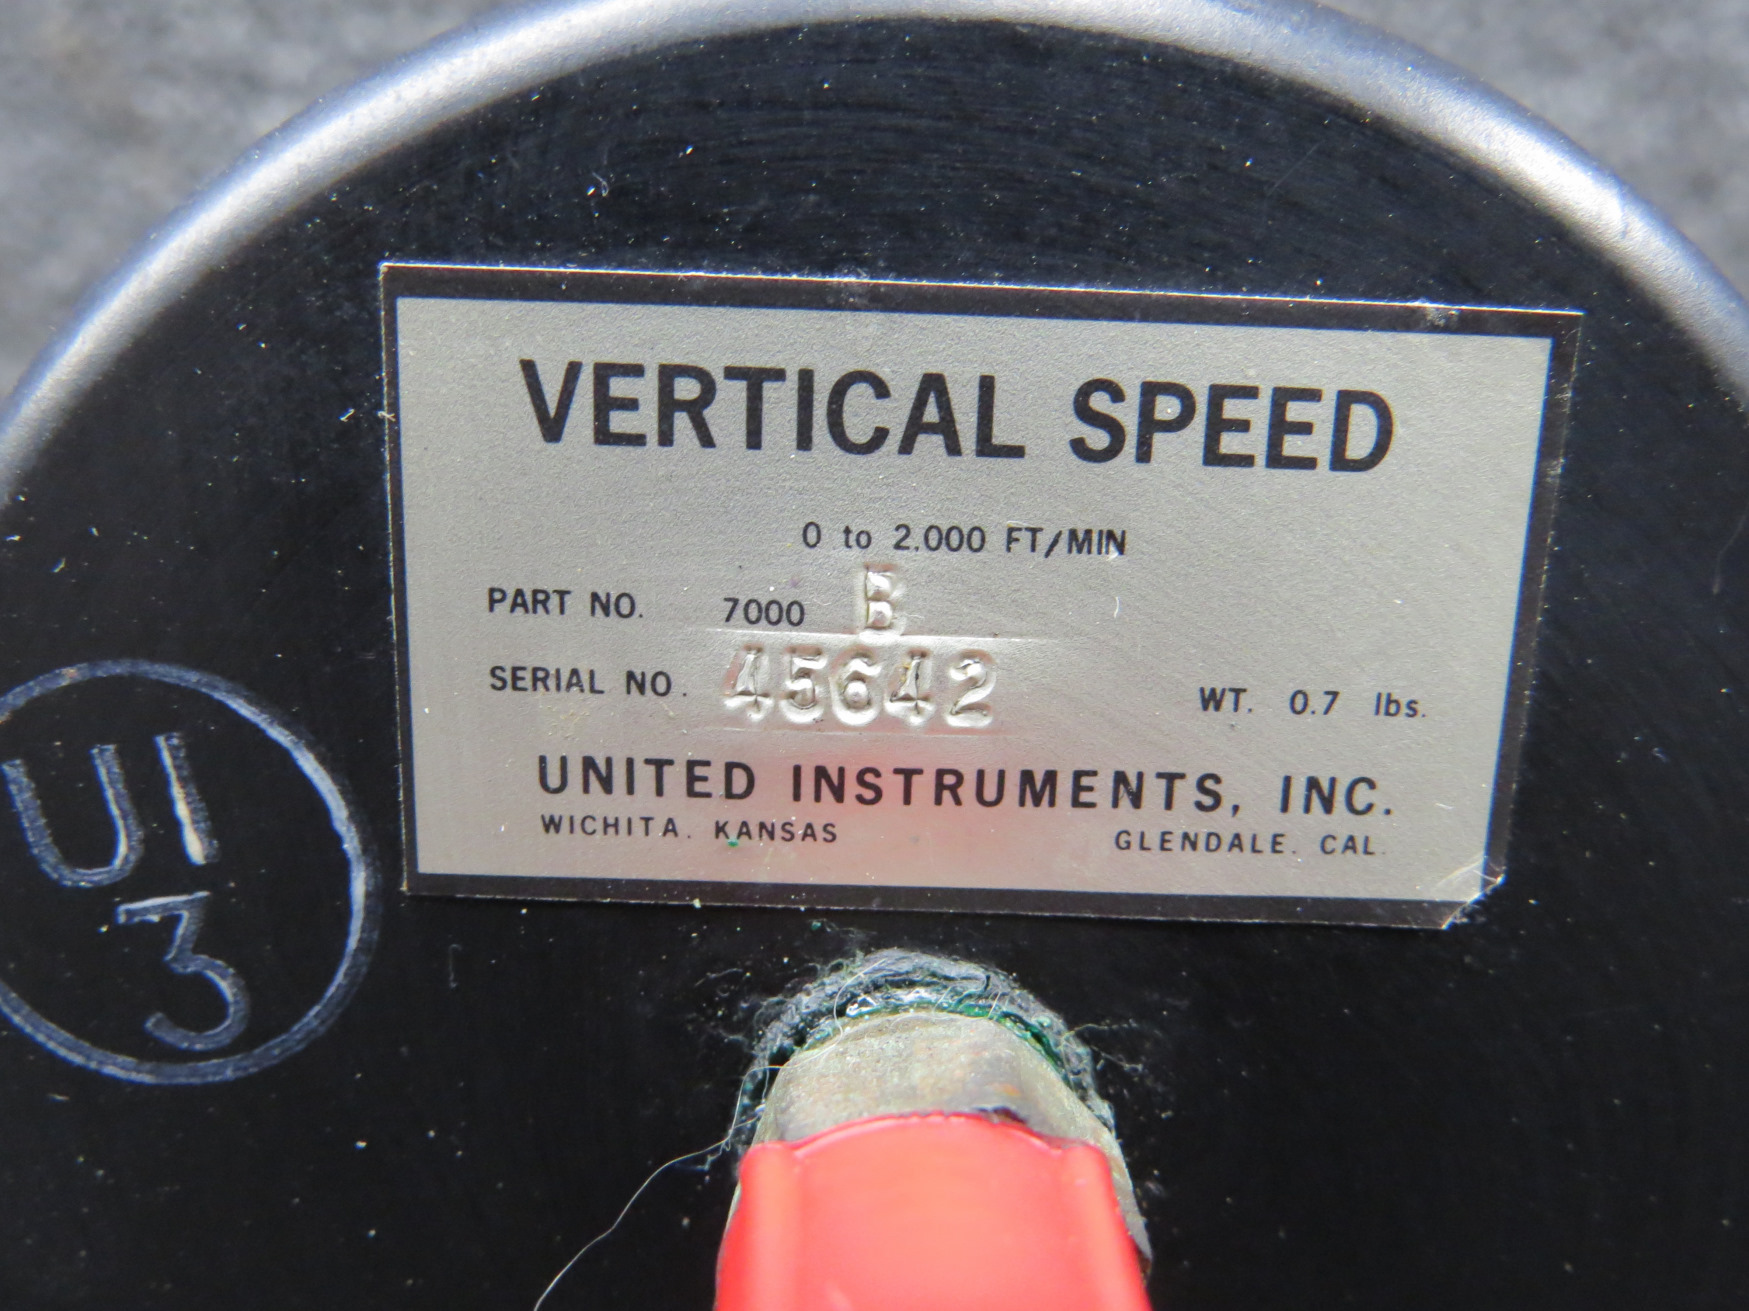 VERTICAL SPEED
0 to 2.000 FT/MIN
PART NO. 7000 B
SERIAL NO. 45642 WT. 0.7 lbs.
UNITED INSTRUMENTS, INC.
WICHITA. KANSAS GLENDALE. CAL.
UI
3